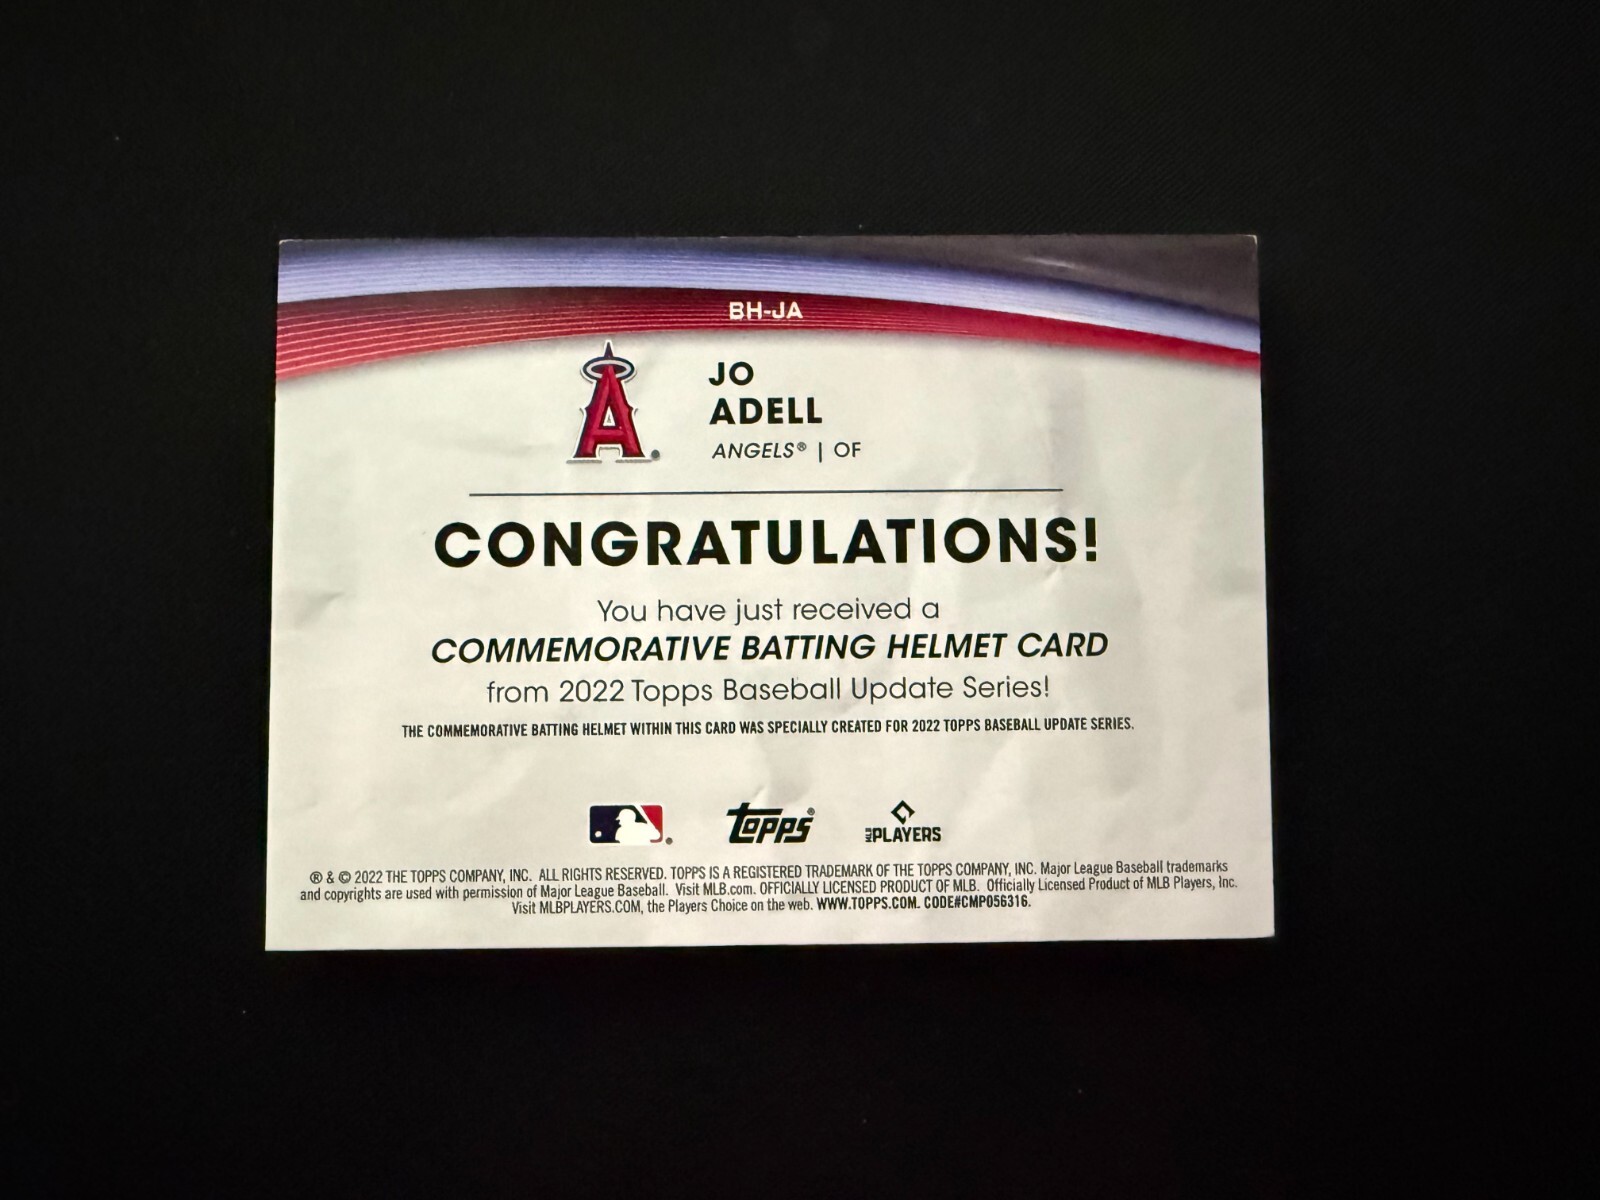 BH-JA
A
JO
ADELL
ANGELS® | OF
CONGRATULATIONS!
You have just received a
COMMEMORATIVE BATTING HELMET CARD
from 2022 Topps Baseball Update Series!
THE COMMEMORATIVE BATTING HELMET WITHIN THIS CARD WAS SPECIALLY CREATED FOR 2022 TOPPS BASEBALL UPDATE SERIES.
Topps® MLB PLAYERS
® & © 2022 THE TOPPS COMPANY, INC. ALL RIGHTS RESERVED. TOPPS IS A REGISTERED TRADEMARK OF THE TOPPS COMPANY, INC. Major League Baseball trademarks
and copyrights are used with permission of Major League Baseball. Visit MLB.com. OFFICIALLY LICENSED PRODUCT OF MLB. Officially Licensed Product of MLB Players, Inc.
Visit MLBPLAYERS.COM, the Players Choice on the web. WWW.TOPPS.COM. CODE#CMP056316.